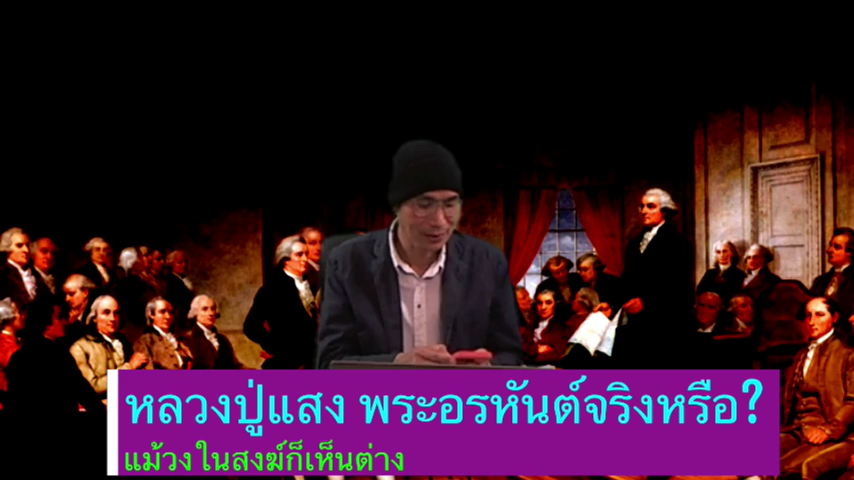 หลวงปู่แสง พระอรหันต์จริงหรือ?
แม้วงในสงฆ์ก็เห็นต่าง